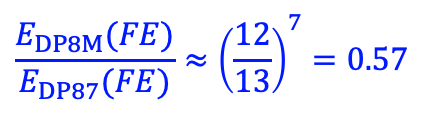 E_DP8M(FE) / E_DP87(FE) ≈ (12/13)^7 = 0.57